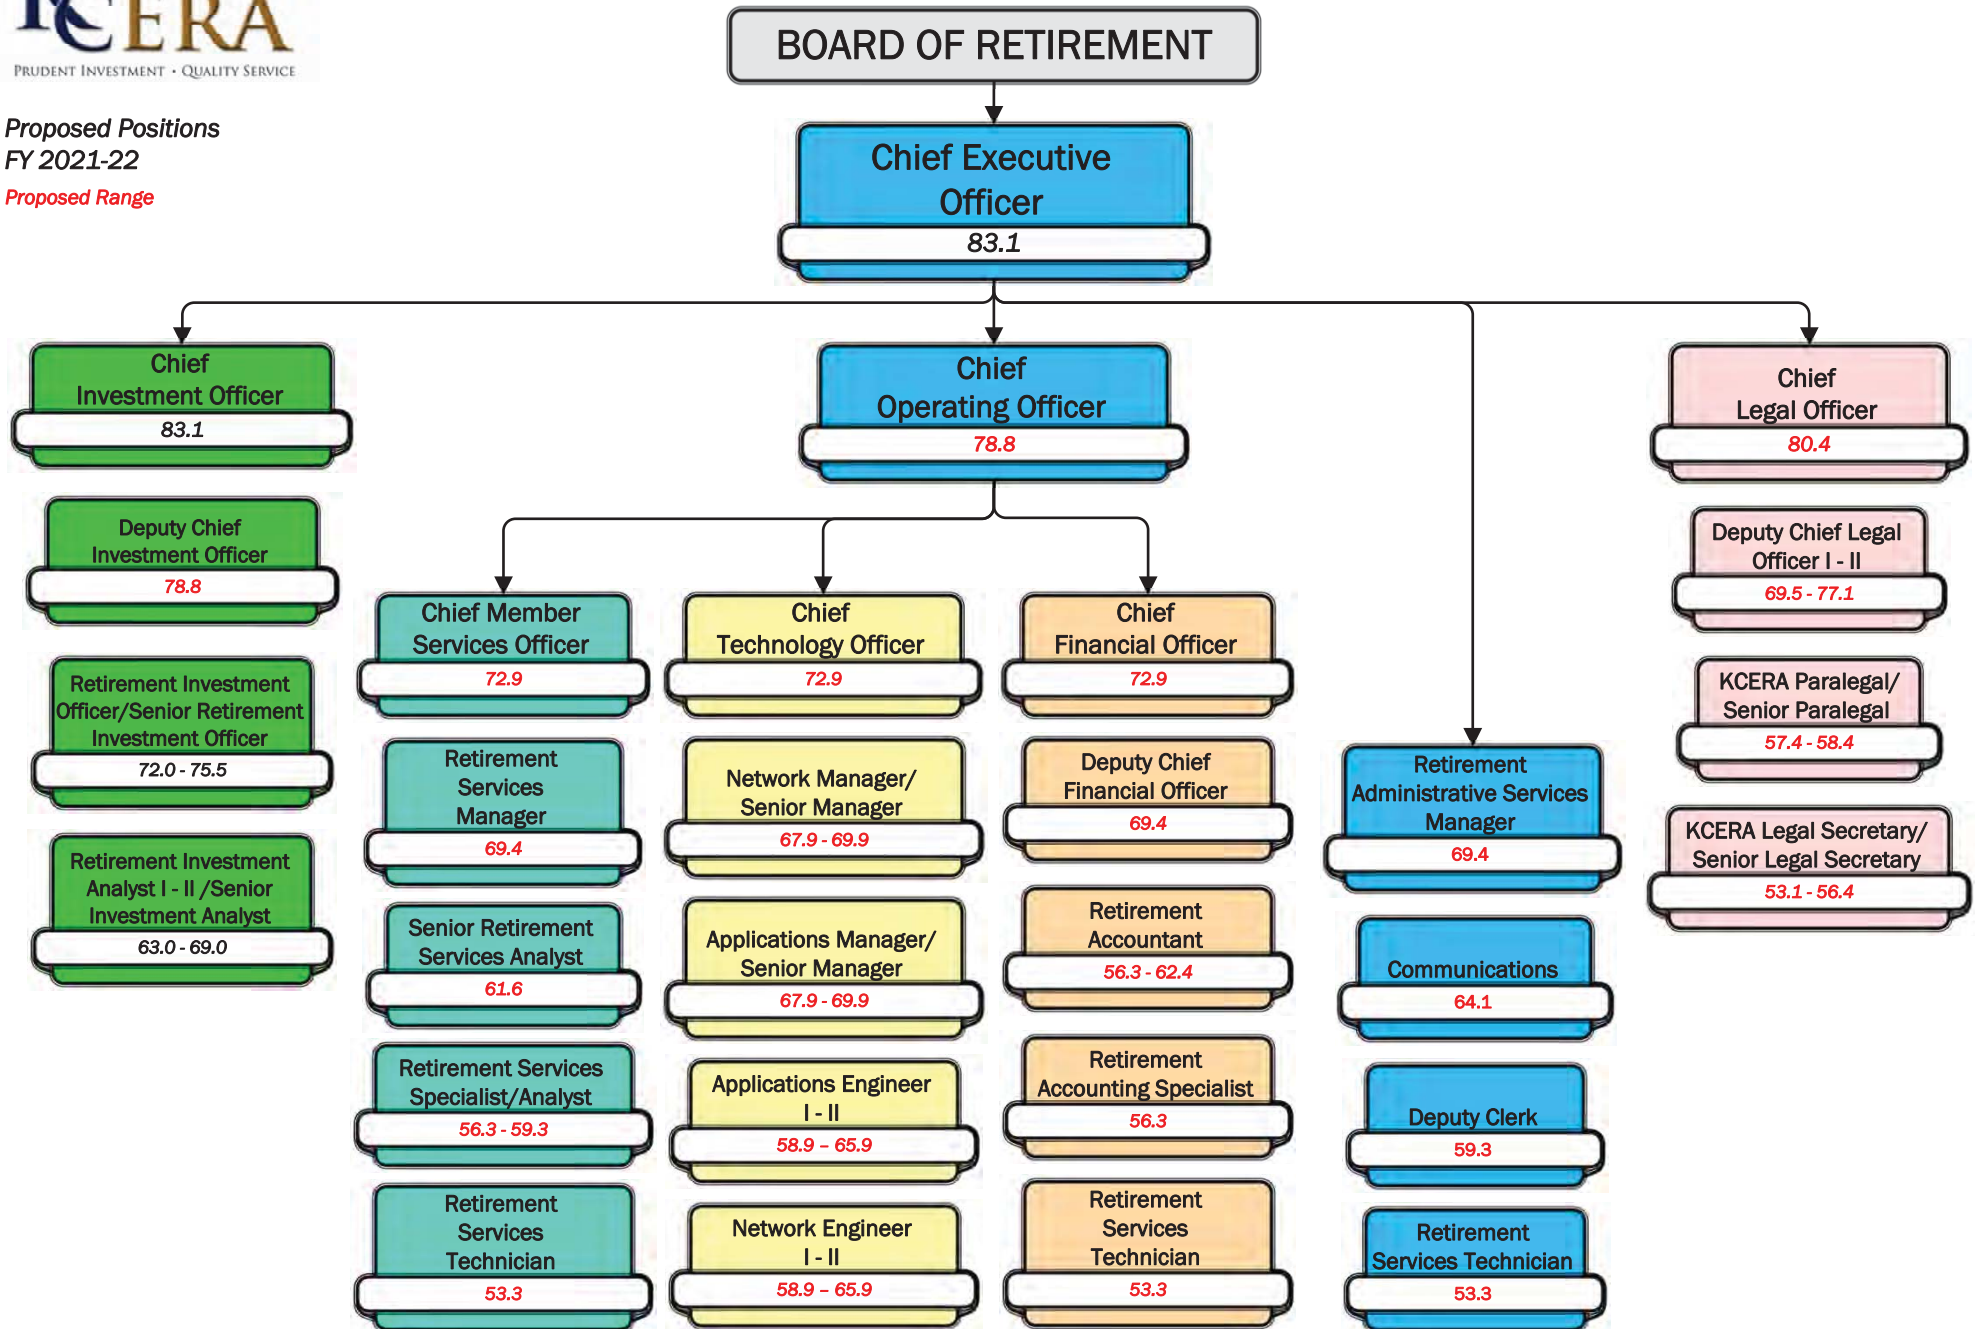 KCERA
PRUDENT INVESTMENT • QUALITY SERVICE
Proposed Positions
FY 2021-22
Proposed Range
BOARD OF RETIREMENT
Chief Executive
Officer
83.1
Chief
Investment Officer
83.1
Deputy Chief
Investment Officer
78.8
Retirement Investment
Officer/Senior Retirement
Investment Officer
72.0 - 75.5
Retirement Investment
Analyst I - II /Senior
Investment Analyst
63.0 - 69.0
Chief
Operating Officer
78.8
Chief Member
Services Officer
72.9
Retirement
Services
Manager
69.4
Senior Retirement
Services Analyst
61.6
Retirement Services
Specialist/Analyst
56.3 - 59.3
Retirement
Services
Technician
53.3
Chief
Technology Officer
72.9
Network Manager/
Senior Manager
67.9 - 69.9
Applications Manager/
Senior Manager
67.9 - 69.9
Applications Engineer
I - II
58.9 – 65.9
Network Engineer
I - II
58.9 – 65.9
Chief
Financial Officer
72.9
Deputy Chief
Financial Officer
69.4
Retirement
Accountant
56.3 - 62.4
Retirement
Accounting Specialist
56.3
Retirement
Services
Technician
53.3
Retirement
Administrative Services
Manager
69.4
Communications
64.1
Deputy Clerk
59.3
Retirement
Services Technician
53.3
Chief
Legal Officer
80.4
Deputy Chief Legal
Officer I - II
69.5 - 77.1
KCERA Paralegal/
Senior Paralegal
57.4 - 58.4
KCERA Legal Secretary/
Senior Legal Secretary
53.1 - 56.4